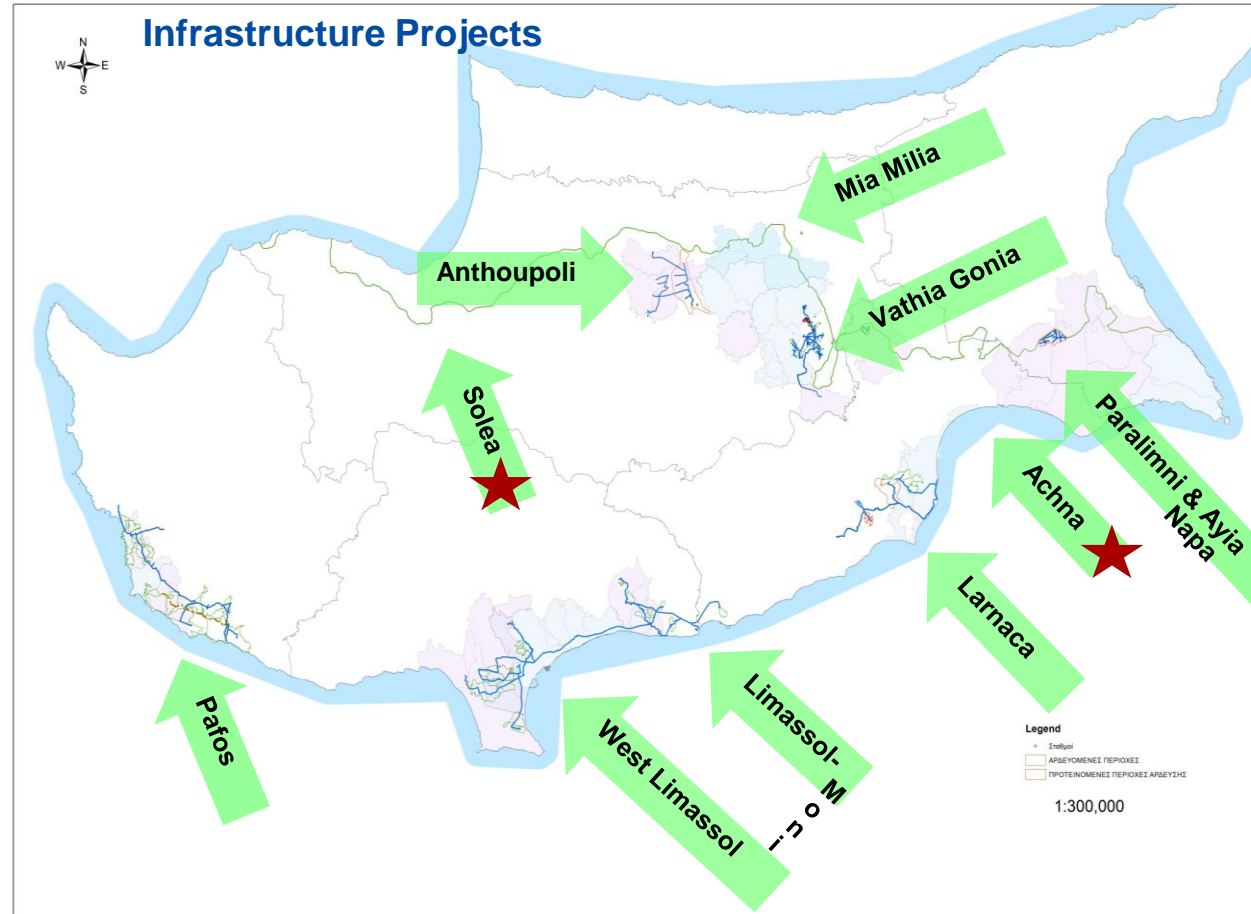 Infrastructure Projects
N
W E
S
Mia Milia
Anthoupoli
Vathia Gonia
Solea
Paralimni & Ayia
Napa
Achna
Larnaca
Limassol-
Moni
West Limassol
Pafos
Legend
Σταθμοί
ΑΡΔΕΥΟΜΕΝΕΣ ΠΕΡΙΟΧΕΣ
ΠΡΟΤΕΙΝΟΜΕΝΕΣ ΠΕΡΙΟΧΕΣ ΑΡΔΕΥΣΗΣ
1:300,000